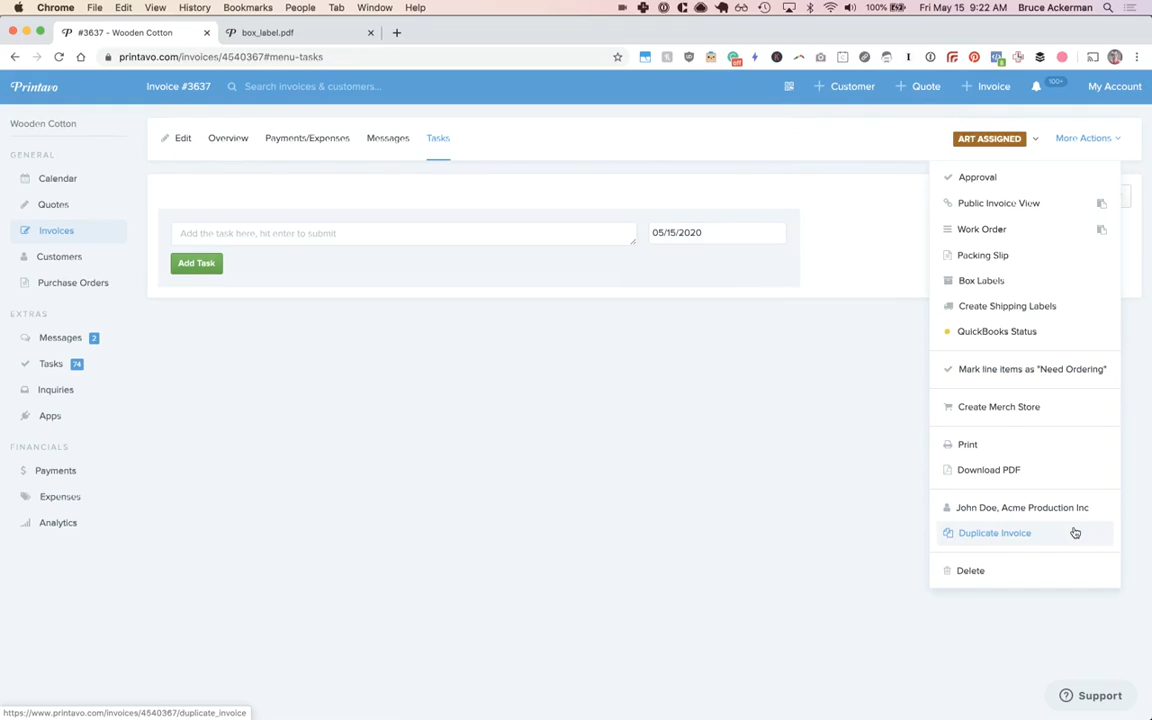 Chrome File Edit View History Bookmarks People Tab Window Help 100% Fri May 15 9:22 AM Bruce Ackerman
#3637 - Wooden Cotton box_label.pdf
printavo.com/invoices/4540367#menu-tasks
Printavo Invoice #3637 Search invoices & customers... Customer Quote Invoice 100+ My Account
Wooden Cotton
Edit Overview Payments/Expenses Messages Tasks ART ASSIGNED More Actions
GENERAL
Calendar
Quotes
Invoices
Customers
Purchase Orders
EXTRAS
Messages 2
Tasks 74
Inquiries
Apps
FINANCIALS
Payments
Expenses
Analytics
Add the task here, hit enter to submit 05/15/2020
Add Task
Approval
Public Invoice View
Work Order
Packing Slip
Box Labels
Create Shipping Labels
QuickBooks Status
Mark line items as "Need Ordering"
Create Merch Store
Print
Download PDF
John Doe, Acme Production Inc
Duplicate Invoice
Delete
Support
https://www.printavo.com/invoices/4540367/duplicate_invoice